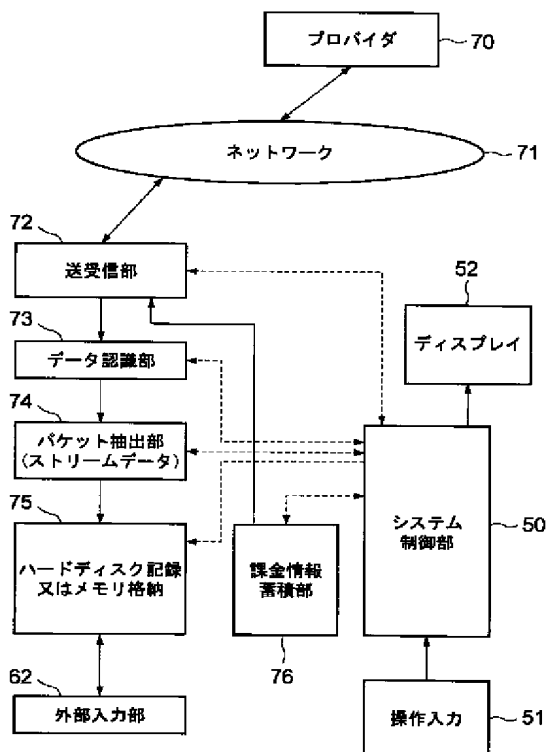 プロバイダ
70
ネットワーク
71
72
送受信部
52
ディスプレイ
73
データ認識部
74
パケット抽出部
(ストリームデータ)
75
ハードディスク記録
又はメモリ格納
課金情報
蓄積部
76
システム
制御部
50
62
外部入力部
操作入力
51